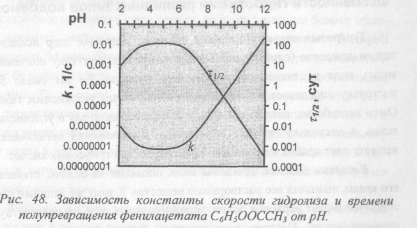 pH 2 4 6 8 10 12
0.1 1000
0.01 100
0.001 10
0.0001 1
0.00001 0.1
0.000001 0.01
0.0000001 0.001
0.00000001 0.0001
k, 1/с
τ1/2, сут
τ1/2
k
Рис. 48. Зависимость константы скорости гидролиза и времени
полупревращения фенилацетата C₆H₅OOCCH₃ от pH.